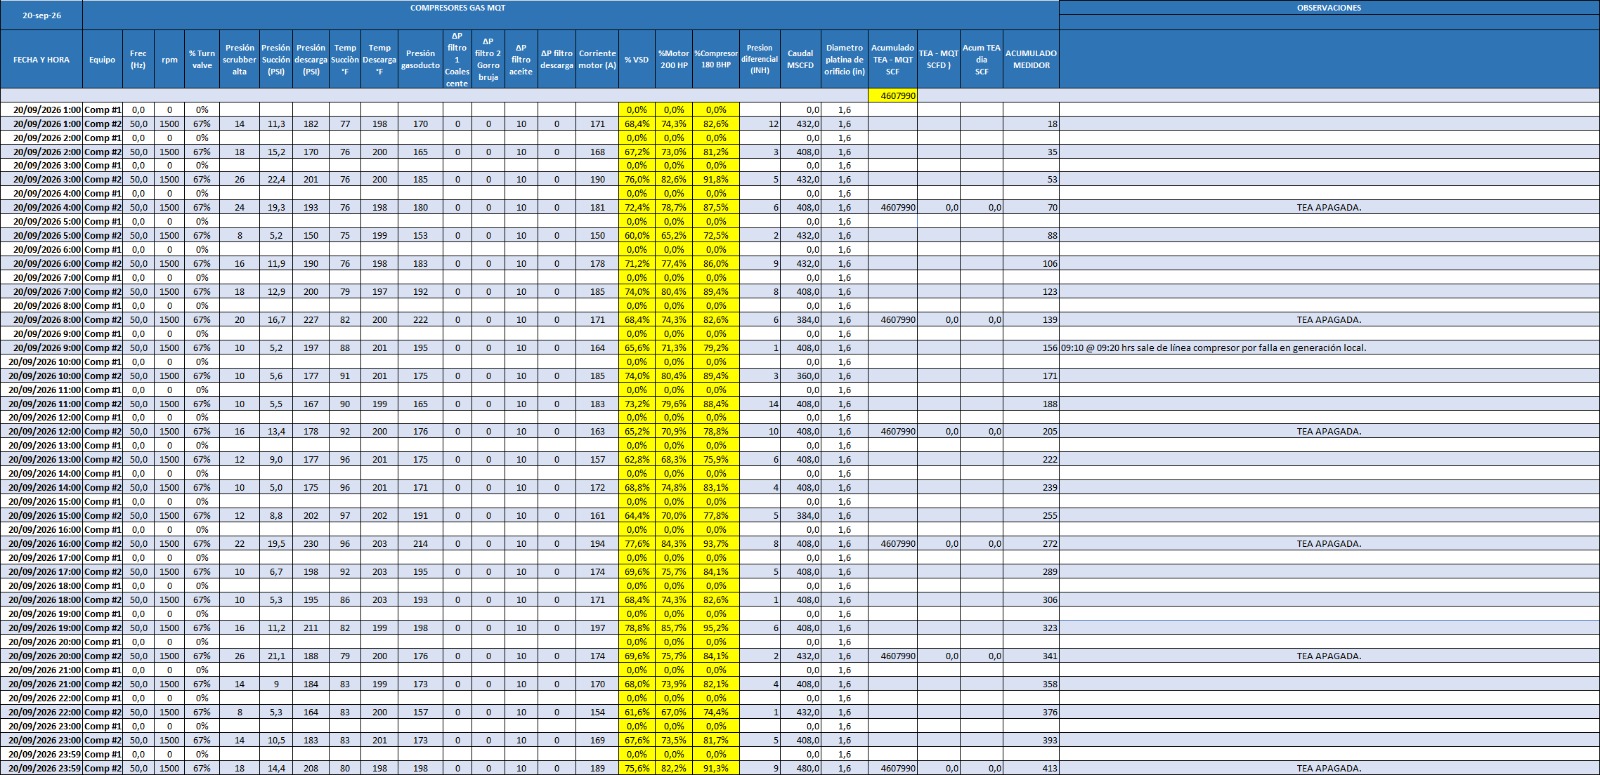 20-sep-26 COMPRESORES GAS MQT OBSERVACIONES
FECHA Y HORA Equipo Frec (Hz) rpm % Turn valve Presión scrubber alta Presión Succión (PSI) Presión descarga (PSI) Temp Succiòn °F Temp Descarga °F Presión gasoducto ΔP filtro 1 Coales cente ΔP filtro 2 Gorro bruja ΔP filtro aceite ΔP filtro descarga Corriente motor (A) % VSD %Motor 200 HP %Compresor 180 BHP Presion diferencial (INH) Caudal MSCFD Diametro platina de orificio (in) Acumulado TEA - MQT SCF TEA - MQT SCFD ) Acum TEA dia SCF ACUMULADO MEDIDOR
4607990
20/09/2026 1:00 Comp #1 0,0 0 0% 0,0% 0,0% 0,0% 0,0 1,6
20/09/2026 1:00 Comp #2 50,0 1500 67% 14 11,3 182 77 198 170 0 0 10 0 171 68,4% 74,3% 82,6% 12 432,0 1,6 18
20/09/2026 2:00 Comp #1 0,0 0 0% 0,0% 0,0% 0,0% 0,0 1,6
20/09/2026 2:00 Comp #2 50,0 1500 67% 18 15,2 170 76 200 165 0 0 10 0 168 67,2% 73,0% 81,2% 3 408,0 1,6 35
20/09/2026 3:00 Comp #1 0,0 0 0% 0,0% 0,0% 0,0% 0,0 1,6
20/09/2026 3:00 Comp #2 50,0 1500 67% 26 22,4 201 76 200 185 0 0 10 0 190 76,0% 82,6% 91,8% 5 432,0 1,6 53
20/09/2026 4:00 Comp #1 0,0 0 0% 0,0% 0,0% 0,0% 0,0 1,6
20/09/2026 4:00 Comp #2 50,0 1500 67% 24 19,3 193 76 198 180 0 0 10 0 181 72,4% 78,7% 87,5% 6 408,0 1,6 4607990 0,0 0,0 70 TEA APAGADA.
20/09/2026 5:00 Comp #1 0,0 0 0% 0,0% 0,0% 0,0% 0,0 1,6
20/09/2026 5:00 Comp #2 50,0 1500 67% 8 5,2 150 75 199 153 0 0 10 0 150 60,0% 65,2% 72,5% 2 432,0 1,6 88
20/09/2026 6:00 Comp #1 0,0 0 0% 0,0% 0,0% 0,0% 0,0 1,6
20/09/2026 6:00 Comp #2 50,0 1500 67% 16 11,9 190 76 198 183 0 0 10 0 178 71,2% 77,4% 86,0% 9 432,0 1,6 106
20/09/2026 7:00 Comp #1 0,0 0 0% 0,0% 0,0% 0,0% 0,0 1,6
20/09/2026 7:00 Comp #2 50,0 1500 67% 18 12,9 200 79 197 192 0 0 10 0 185 74,0% 80,4% 89,4% 8 408,0 1,6 123
20/09/2026 8:00 Comp #1 0,0 0 0% 0,0% 0,0% 0,0% 0,0 1,6
20/09/2026 8:00 Comp #2 50,0 1500 67% 20 16,7 227 82 200 222 0 0 10 0 171 68,4% 74,3% 82,6% 6 384,0 1,6 4607990 0,0 0,0 139 TEA APAGADA.
20/09/2026 9:00 Comp #1 0,0 0 0% 0,0% 0,0% 0,0% 0,0 1,6
20/09/2026 9:00 Comp #2 50,0 1500 67% 10 5,2 197 88 201 195 0 0 10 0 164 65,6% 71,3% 79,2% 1 408,0 1,6 156 09:10 @ 09:20 hrs sale de línea compresor por falla en generación local.
20/09/2026 10:00 Comp #1 0,0 0 0% 0,0% 0,0% 0,0% 0,0 1,6
20/09/2026 10:00 Comp #2 50,0 1500 67% 10 5,6 177 91 201 175 0 0 10 0 185 74,0% 80,4% 89,4% 3 360,0 1,6 171
20/09/2026 11:00 Comp #1 0,0 0 0% 0,0% 0,0% 0,0% 0,0 1,6
20/09/2026 11:00 Comp #2 50,0 1500 67% 10 5,5 167 90 199 165 0 0 10 0 183 73,2% 79,6% 88,4% 14 408,0 1,6 188
20/09/2026 12:00 Comp #1 0,0 0 0% 0,0% 0,0% 0,0% 0,0 1,6
20/09/2026 12:00 Comp #2 50,0 1500 67% 16 13,4 178 92 200 176 0 0 10 0 163 65,2% 70,9% 78,8% 10 408,0 1,6 4607990 0,0 0,0 205 TEA APAGADA.
20/09/2026 13:00 Comp #1 0,0 0 0% 0,0% 0,0% 0,0% 0,0 1,6
20/09/2026 13:00 Comp #2 50,0 1500 67% 12 9,0 177 96 201 175 0 0 10 0 157 62,8% 68,3% 75,9% 6 408,0 1,6 222
20/09/2026 14:00 Comp #1 0,0 0 0% 0,0% 0,0% 0,0% 0,0 1,6
20/09/2026 14:00 Comp #2 50,0 1500 67% 10 5,0 175 96 201 171 0 0 10 0 172 68,8% 74,8% 83,1% 4 408,0 1,6 239
20/09/2026 15:00 Comp #1 0,0 0 0% 0,0% 0,0% 0,0% 0,0 1,6
20/09/2026 15:00 Comp #2 50,0 1500 67% 12 8,8 202 97 202 191 0 0 10 0 161 64,4% 70,0% 77,8% 5 384,0 1,6 255
20/09/2026 16:00 Comp #1 0,0 0 0% 0,0% 0,0% 0,0% 0,0 1,6
20/09/2026 16:00 Comp #2 50,0 1500 67% 22 19,5 230 96 203 214 0 0 10 0 194 77,6% 84,3% 93,7% 8 408,0 1,6 4607990 0,0 0,0 272 TEA APAGADA.
20/09/2026 17:00 Comp #1 0,0 0 0% 0,0% 0,0% 0,0% 0,0 1,6
20/09/2026 17:00 Comp #2 50,0 1500 67% 10 6,7 198 92 203 195 0 0 10 0 174 69,6% 75,7% 84,1% 5 408,0 1,6 289
20/09/2026 18:00 Comp #1 0,0 0 0% 0,0% 0,0% 0,0% 0,0 1,6
20/09/2026 18:00 Comp #2 50,0 1500 67% 10 5,3 195 86 203 193 0 0 10 0 171 68,4% 74,3% 82,6% 1 408,0 1,6 306
20/09/2026 19:00 Comp #1 0,0 0 0% 0,0% 0,0% 0,0% 0,0 1,6
20/09/2026 19:00 Comp #2 50,0 1500 67% 16 11,2 211 82 199 198 0 0 10 0 197 78,8% 85,7% 95,2% 6 408,0 1,6 323
20/09/2026 20:00 Comp #1 0,0 0 0% 0,0% 0,0% 0,0% 0,0 1,6
20/09/2026 20:00 Comp #2 50,0 1500 67% 26 21,1 188 79 200 176 0 0 10 0 174 69,6% 75,7% 84,1% 2 432,0 1,6 4607990 0,0 0,0 341 TEA APAGADA.
20/09/2026 21:00 Comp #1 0,0 0 0% 0,0% 0,0% 0,0% 0,0 1,6
20/09/2026 21:00 Comp #2 50,0 1500 67% 14 9 184 83 199 173 0 0 10 0 170 68,0% 73,9% 82,1% 4 408,0 1,6 358
20/09/2026 22:00 Comp #1 0,0 0 0% 0,0% 0,0% 0,0% 0,0 1,6
20/09/2026 22:00 Comp #2 50,0 1500 67% 8 5,3 164 83 200 157 0 0 10 0 154 61,6% 67,0% 74,4% 1 432,0 1,6 376
20/09/2026 23:00 Comp #1 0,0 0 0% 0,0% 0,0% 0,0% 0,0 1,6
20/09/2026 23:00 Comp #2 50,0 1500 67% 14 10,5 183 83 201 173 0 0 10 0 169 67,6% 73,5% 81,7% 5 408,0 1,6 393
20/09/2026 23:59 Comp #1 0,0 0 0% 0,0% 0,0% 0,0% 0,0 1,6
20/09/2026 23:59 Comp #2 50,0 1500 67% 18 14,4 208 80 198 198 0 0 10 0 189 75,6% 82,2% 91,3% 9 480,0 1,6 4607990 0,0 0,0 413 TEA APAGADA.